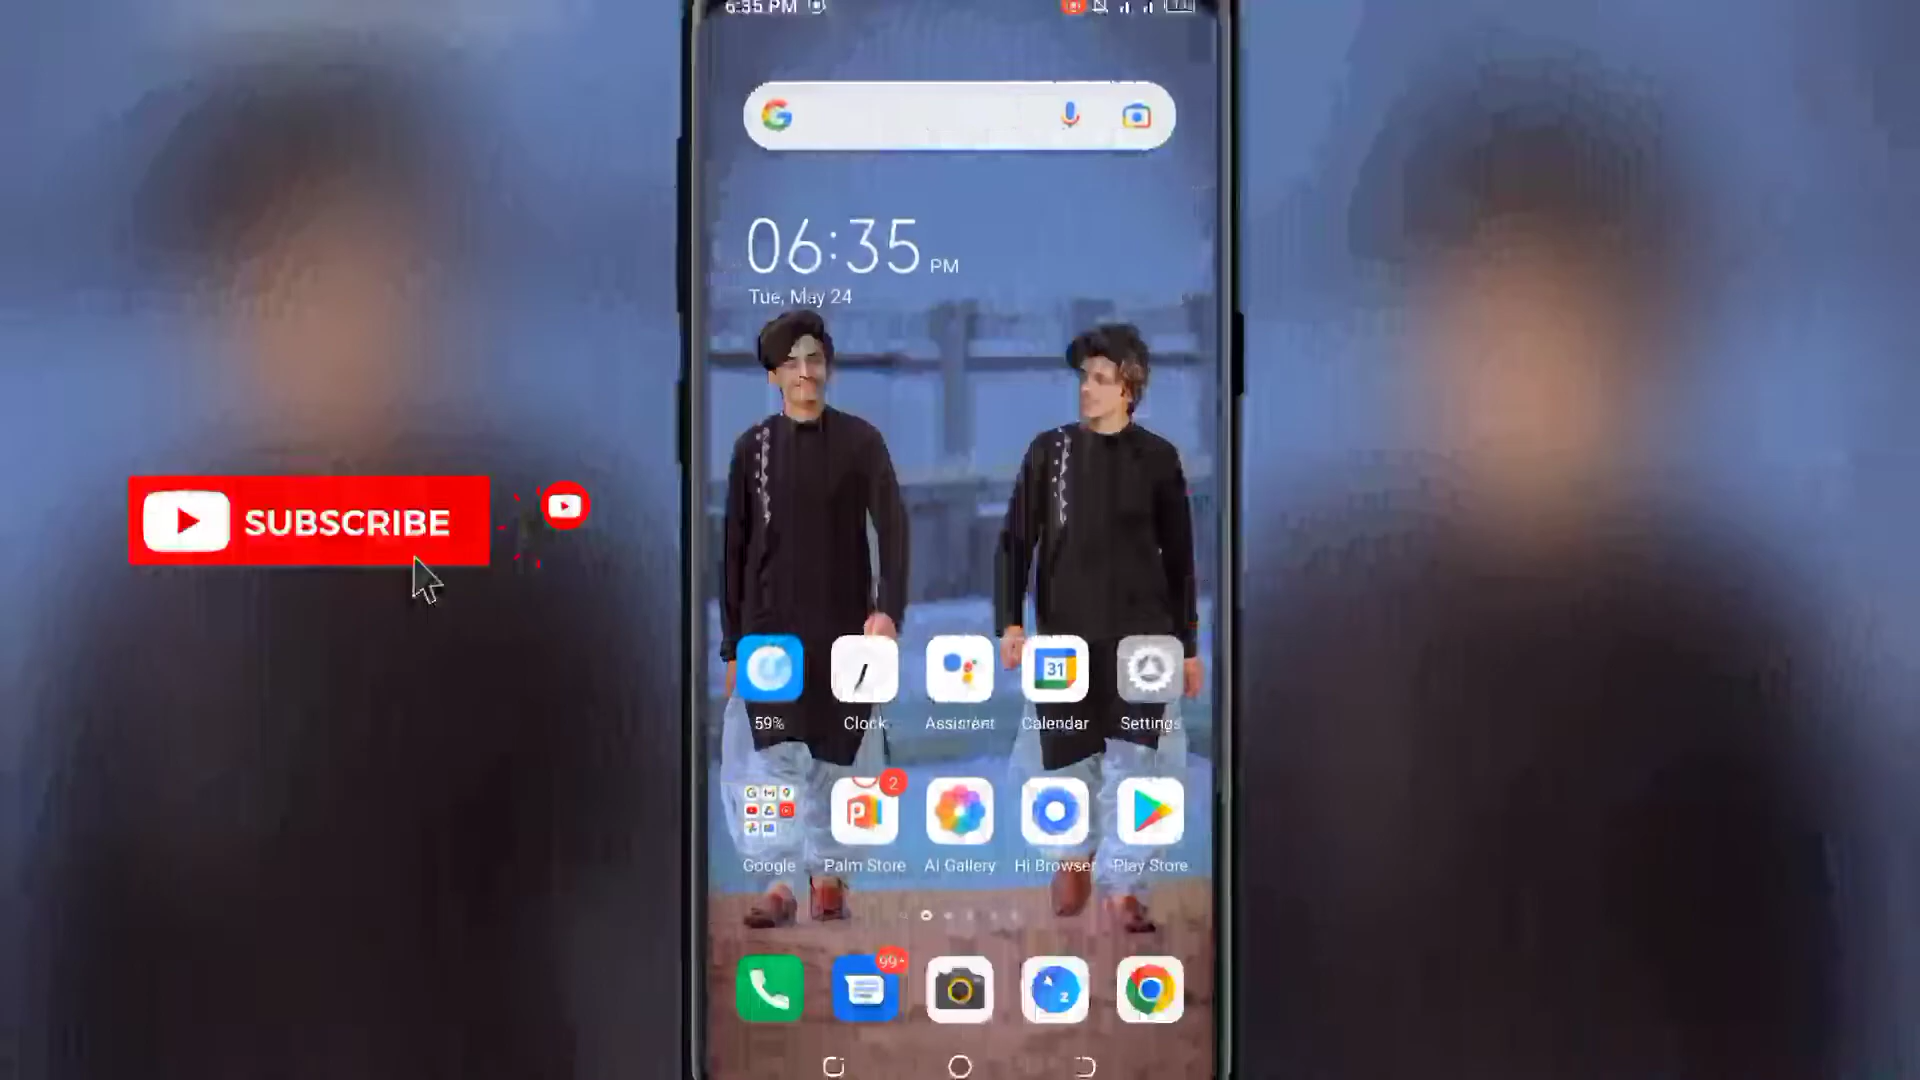 6:35 PM
06:35 PM
Tue, May 24
SUBSCRIBE
31
59%
Clock
Assistant
Calendar
Settings
2
Google
Palm Store
AI Gallery
Hi Browser
Play Store
99+
z